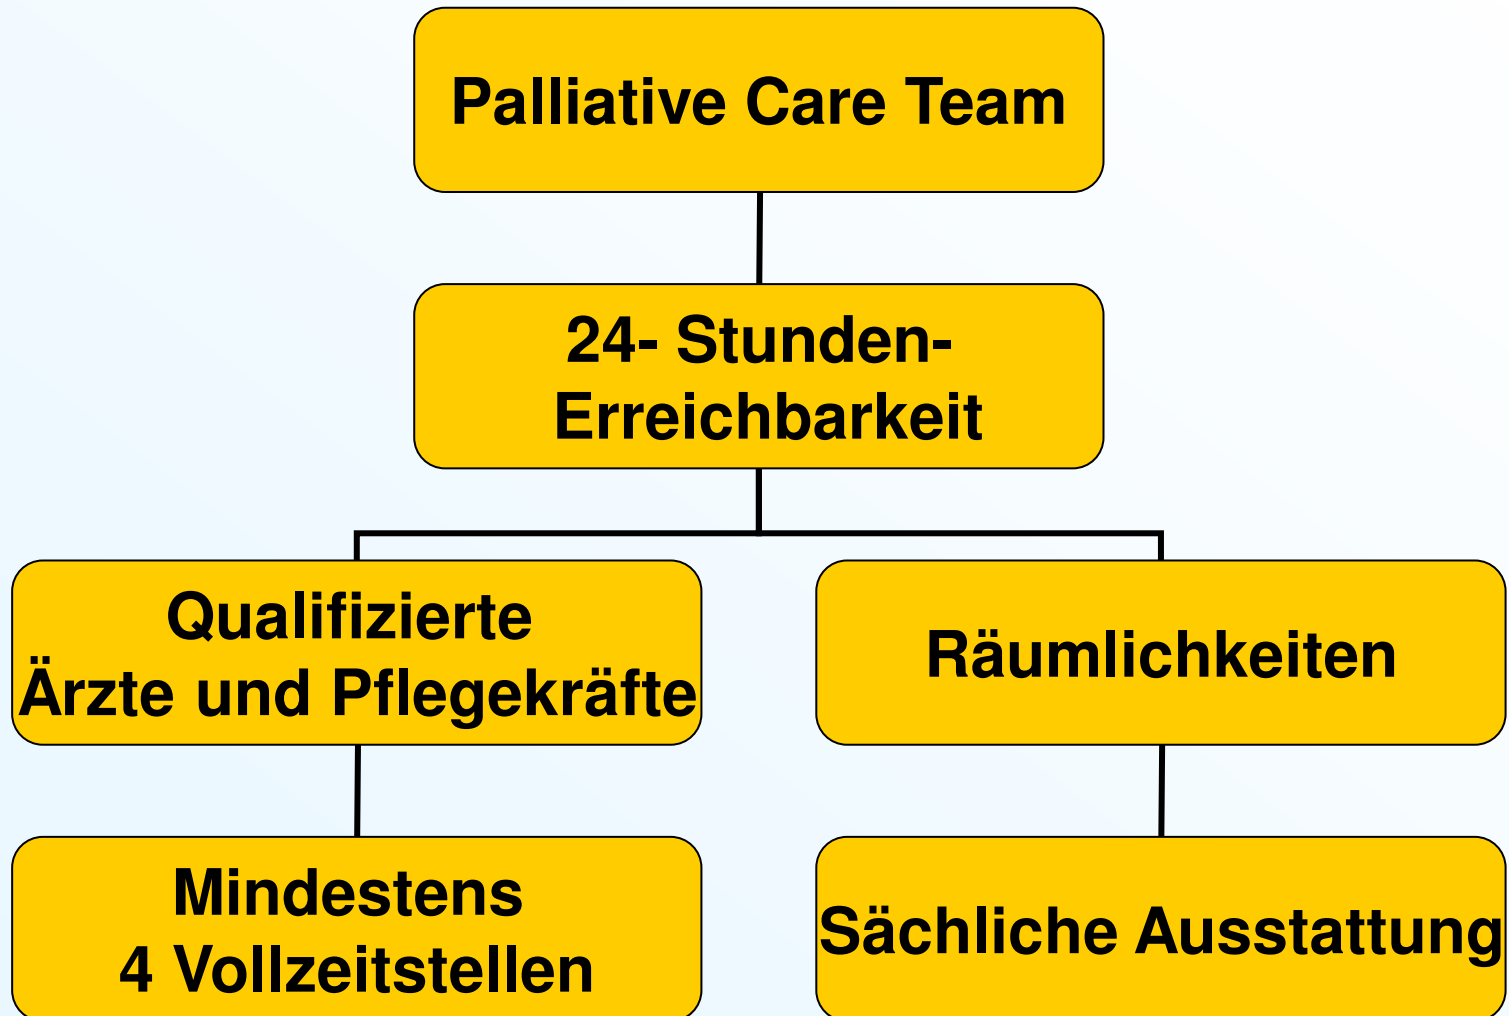 Palliative Care Team
24- Stunden-
Erreichbarkeit
Qualifizierte
Ärzte und Pflegekräfte
Räumlichkeiten
Mindestens
4 Vollzeitstellen
Sächliche Ausstattung